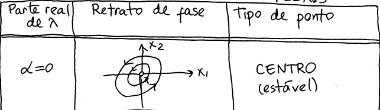 Parte real de λ
Retrato de fase
Tipo de ponto
α=0
x2
x1
CENTRO
(estável)